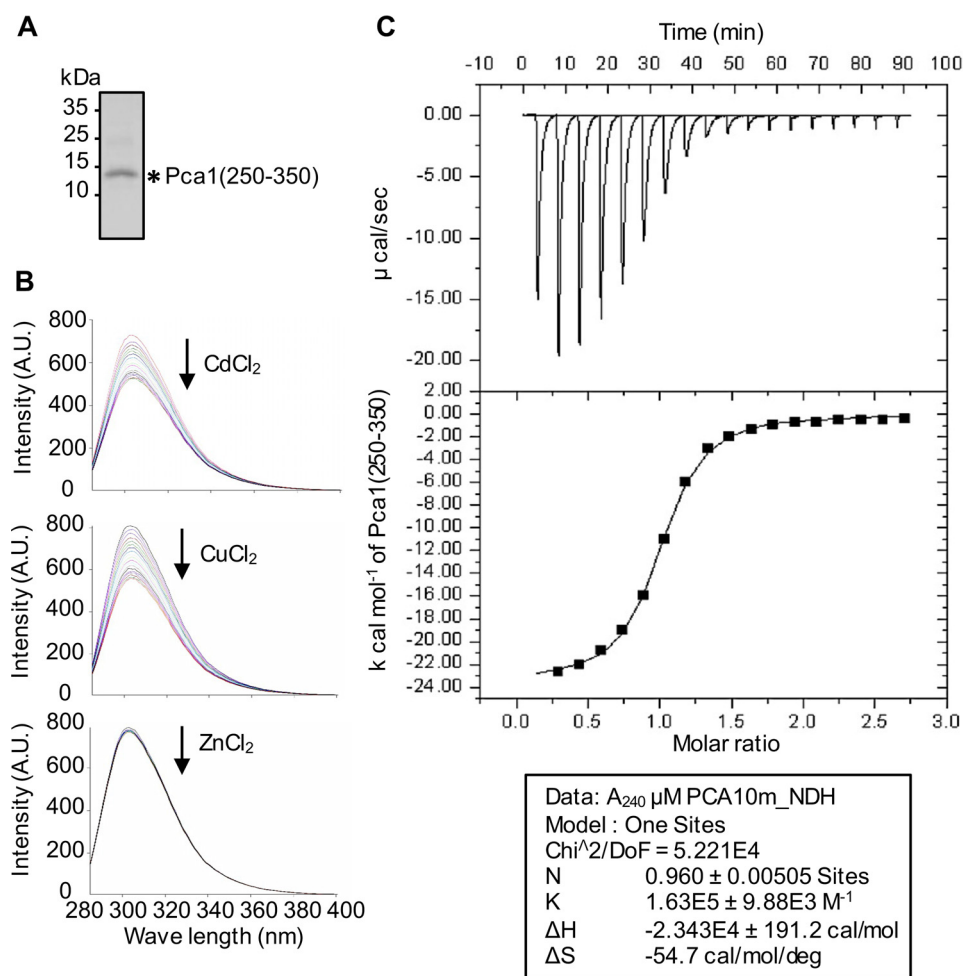 A
kDa
35
25
15
10
* Pca1(250-350)
B
800
600
400
200
0
Intensity (A.U.)
CdCl2
800
600
400
200
0
Intensity (A.U.)
CuCl2
800
600
400
200
0
Intensity (A.U.)
ZnCl2
280 300 320 340 360 380 400
Wave length (nm)
C
Time (min)
-10 0 10 20 30 40 50 60 70 80 90 100
0.00
-5.00
-10.00
-15.00
-20.00
μ cal/sec
2.00
0.00
-2.00
-4.00
-6.00
-8.00
-10.00
-12.00
-14.00
-16.00
-18.00
-20.00
-22.00
-24.00
k cal mol-1 of Pca1(250-350)
0.0 0.5 1.0 1.5 2.0 2.5 3.0
Molar ratio
Data: A240 μM PCA10m_NDH
Model : One Sites
Chi^2/DoF = 5.221E4
N 0.960 ± 0.00505 Sites
K 1.63E5 ± 9.88E3 M-1
ΔH -2.343E4 ± 191.2 cal/mol
ΔS -54.7 cal/mol/deg